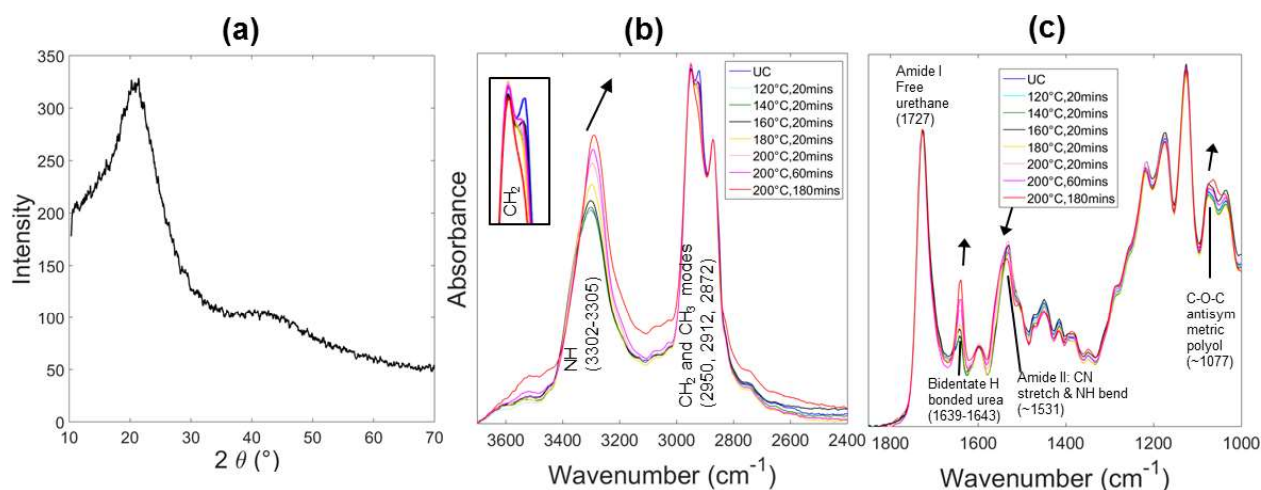 (a)
350
300
250
200
150
100
50
0
10 20 30 40 50 60 70
Intensity
2 θ (°)
(b)
UC
120°C,20mins
140°C,20mins
160°C,20mins
180°C,20mins
200°C,20mins
200°C,60mins
200°C,180mins
CH₂
NH
(3302-3305)
CH₂ and CH₃ modes
(2950, 2912, 2872)
Absorbance
3600 3400 3200 3000 2800 2600 2400
Wavenumber (cm⁻¹)
(c)
Amide I
Free
urethane
(1727)
UC
120°C,20mins
140°C,20mins
160°C,20mins
180°C,20mins
200°C,20mins
200°C,60mins
200°C,180mins
Bidentate H
bonded urea
(1639-1643)
Amide II: CN
stretch & NH bend
(~1531)
C-O-C
antisym
metric
polyol
(~1077)
1800 1600 1400 1200 1000
Wavenumber (cm⁻¹)